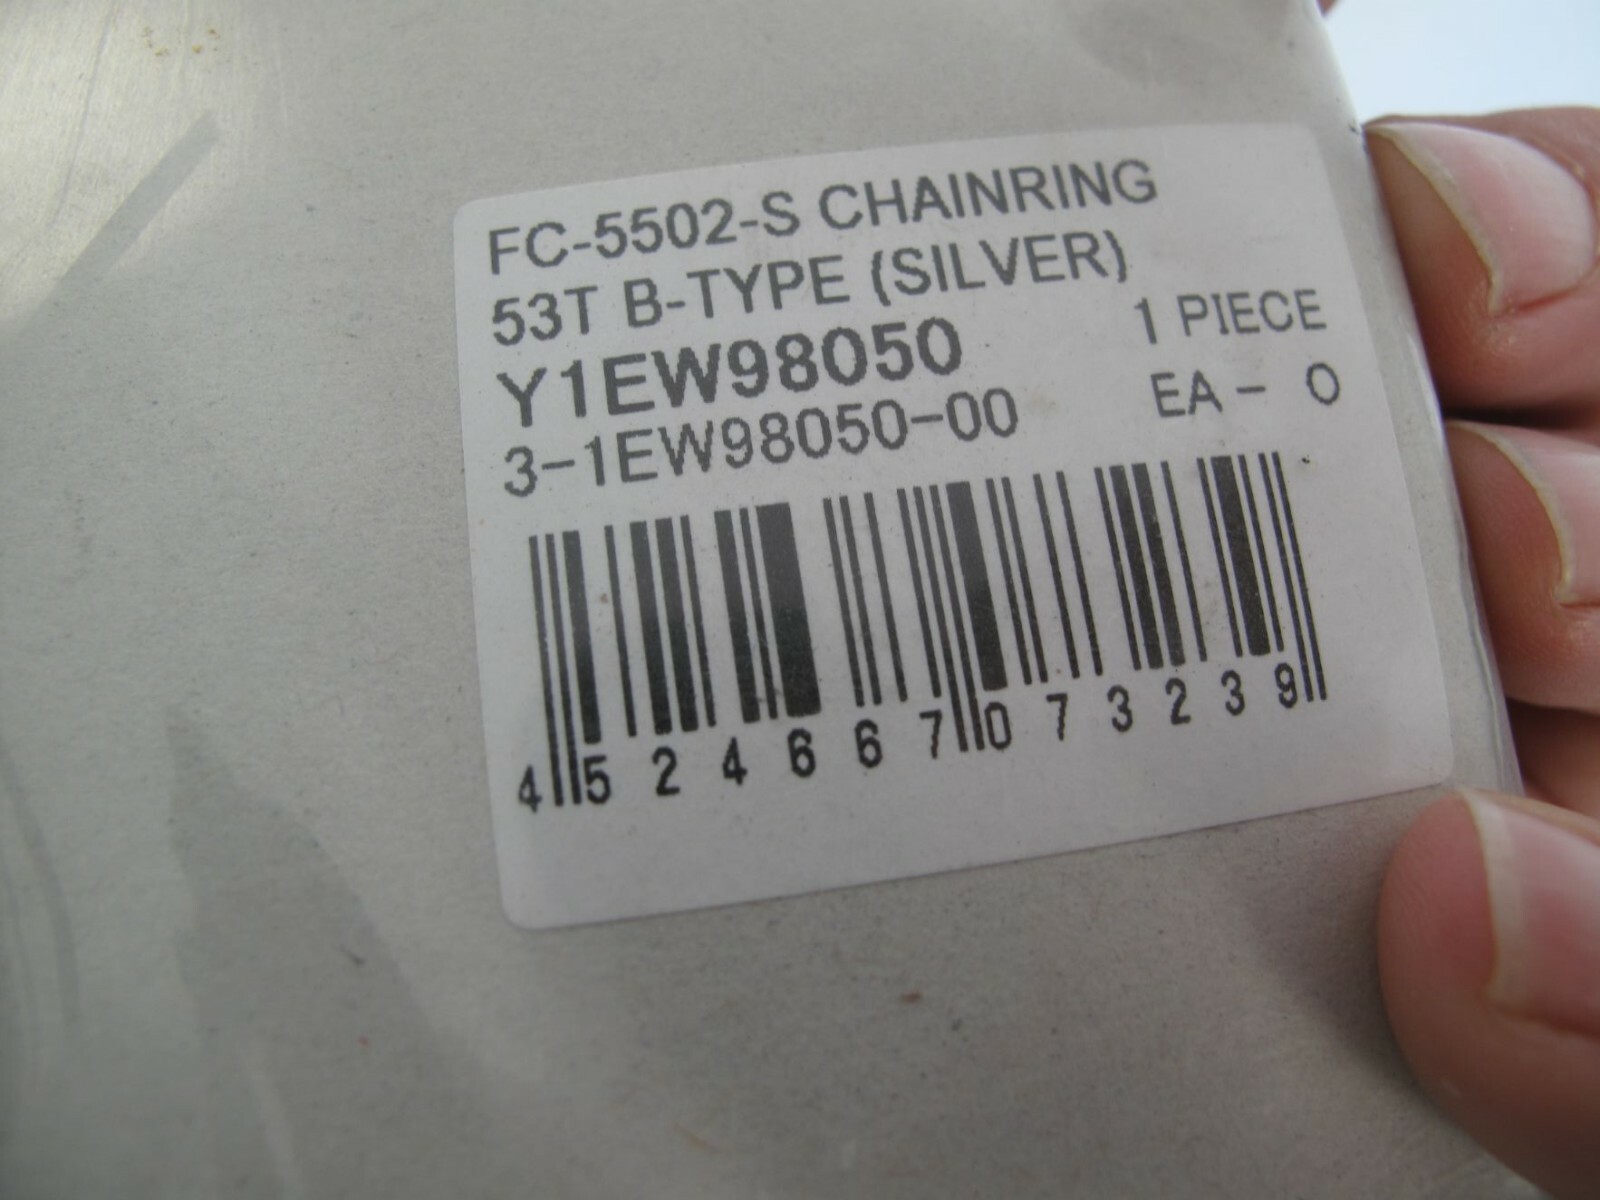 FC-5502-S CHAINRING
53T B-TYPE (SILVER)
Y1EW98050 1 PIECE
3-1EW98050-00 EA- O
4 524667 073239